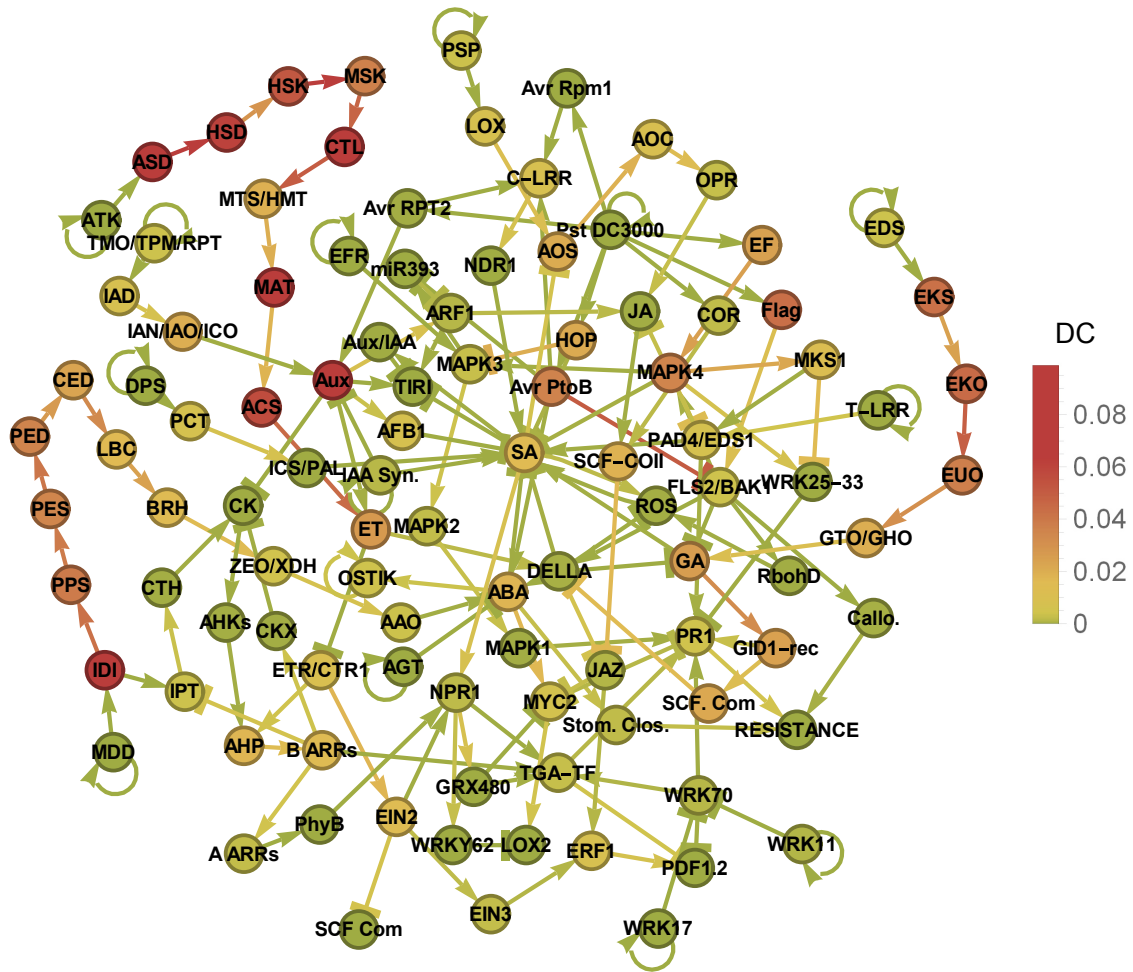 PSP
MSK
HSK
Avr Rpm1
LOX
HSD
AOC
CTL
ASD
C–LRR
OPR
MTS/HMT
Avr RPT2
ATK
EDS
Pst DC3000
TMO/TPM/RPT
EF
AOS
EFR
NDR1
miR393
MAT
IAD
EKS
ARF1
JA
COR
Flag
DC
IAN/IAO/ICO
Aux/IAA
HOP
MKS1
MAPK3
MAPK4
CED
DPS
Aux
TIRI
Avr PtoB
EKO
0.08
ACS
T–LRR
PCT
AFB1
PED
LBC
PAD4/EDS1
SA
SCF–COII
0.06
ICS/PAL
IAA Syn.
FLS2/BAK1
WRK25–33
EUO
CK
ROS
PES
BRH
0.04
ET
MAPK2
GTO/GHO
GA
ZEO/XDH
0.02
OSTIK
DELLA
RbohD
PPS
CTH
ABA
AHKs
AAO
Callo.
0
CKX
PR1
MAPK1
GID1–rec
IDI
ETR/CTR1
AGT
JAZ
IPT
NPR1
MYC2
SCF. Com
Stom. Clos.
RESISTANCE
AHP
B ARRs
MDD
TGA–TF
GRX480
WRK70
PhyB
EIN2
WRKY62
LOX2
ERF1
WRK11
A ARRs
PDF1.2
EIN3
SCF Com
WRK17